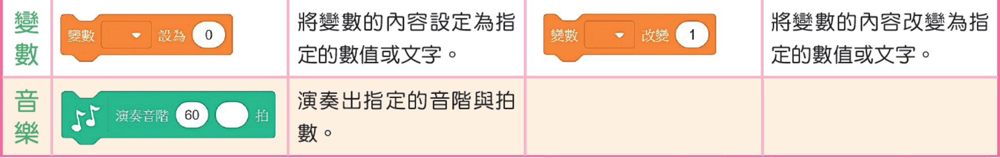 變數
變數 設為 0
將變數的內容設定為指
定的數值或文字。
變數 改變 1
將變數的內容改變為指
定的數值或文字。
音樂
演奏音階 60 拍
演奏出指定的音階與拍
數。